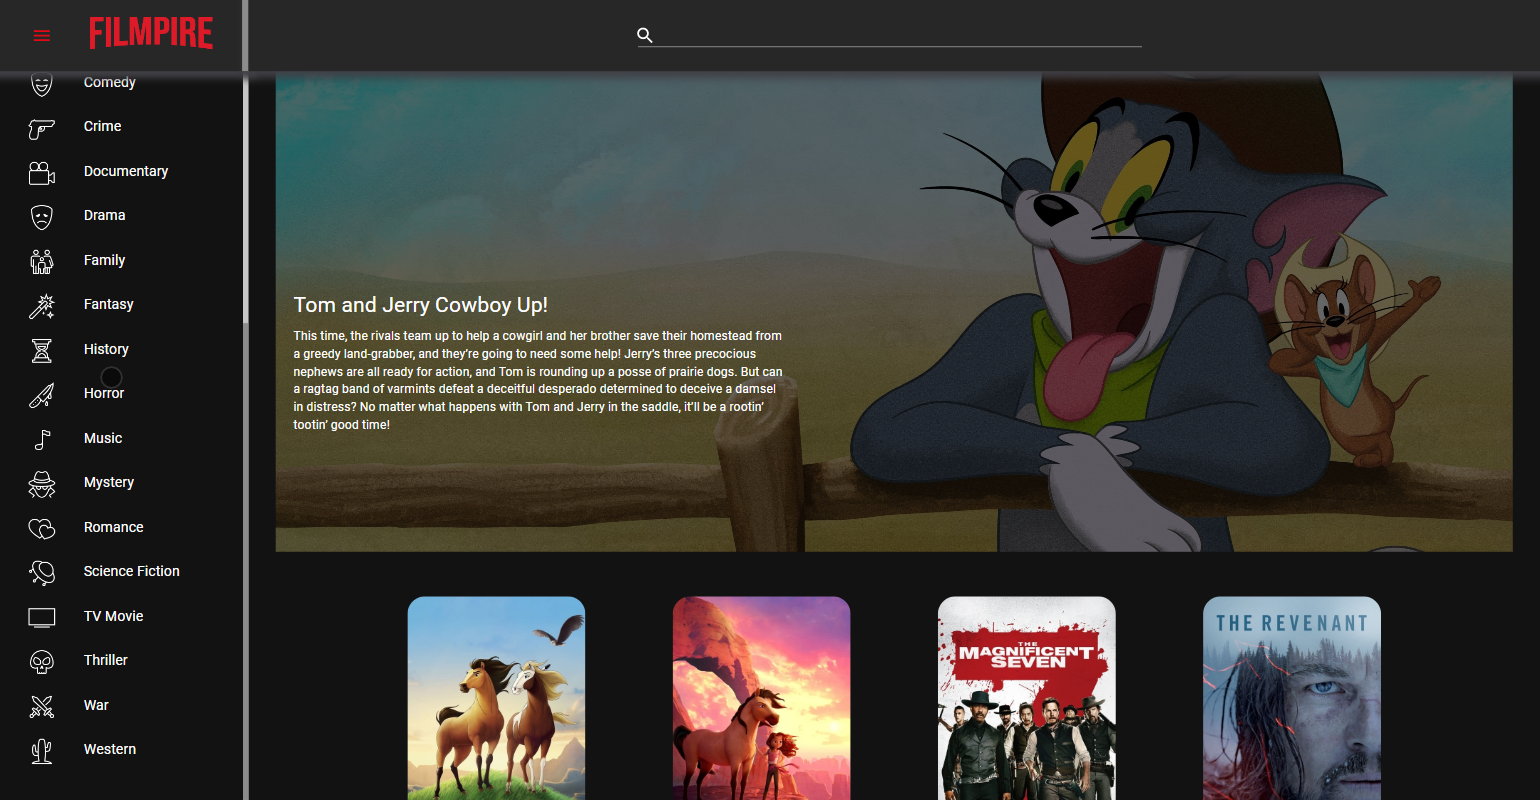 FILMPIRE
Comedy
Crime
Documentary
Drama
Family
Fantasy
History
Horror
Music
Mystery
Romance
Science Fiction
TV Movie
Thriller
War
Western
Tom and Jerry Cowboy Up!
This time, the rivals team up to help a cowgirl and her brother save their homestead from
a greedy land-grabber, and they’re going to need some help! Jerry’s three precocious
nephews are all ready for action, and Tom is rounding up a posse of prairie dogs. But can
a ragtag band of varmints defeat a deceitful desperado determined to deceive a damsel
in distress? No matter what happens with Tom and Jerry in the saddle, it’ll be a rootin’
tootin’ good time!
THE
MAGNIFICENT
SEVEN
THE REVENANT